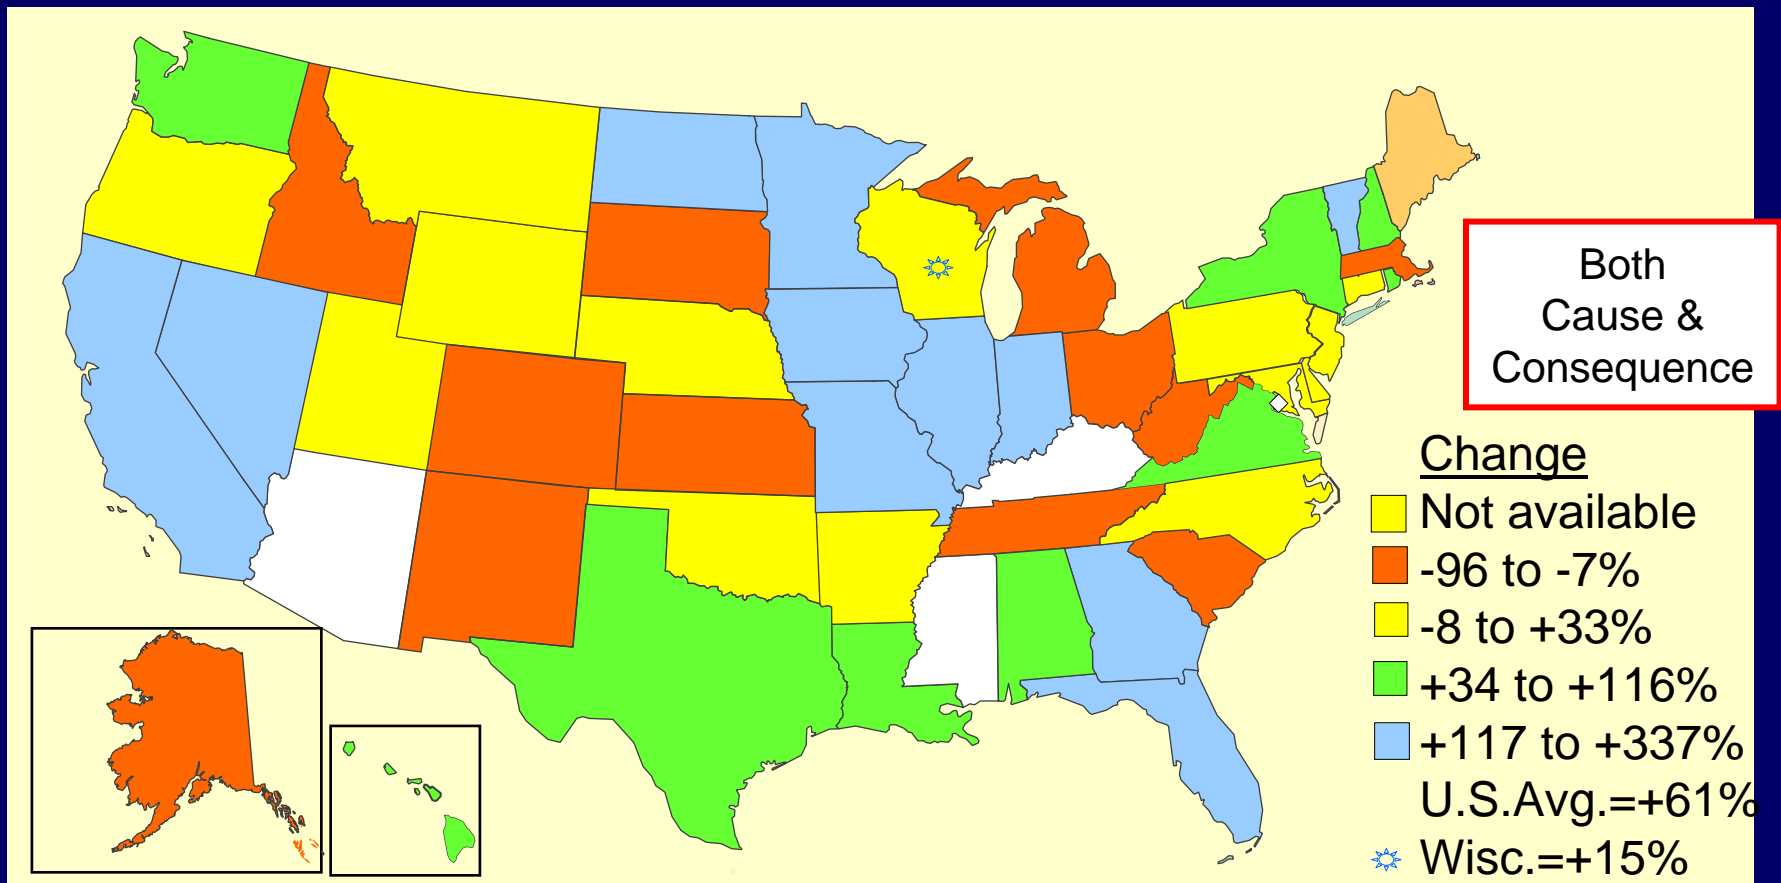 Both
Cause &
Consequence
Change
Not available
-96 to -7%
-8 to +33%
+34 to +116%
+117 to +337%
U.S.Avg.=+61%
Wisc.=+15%